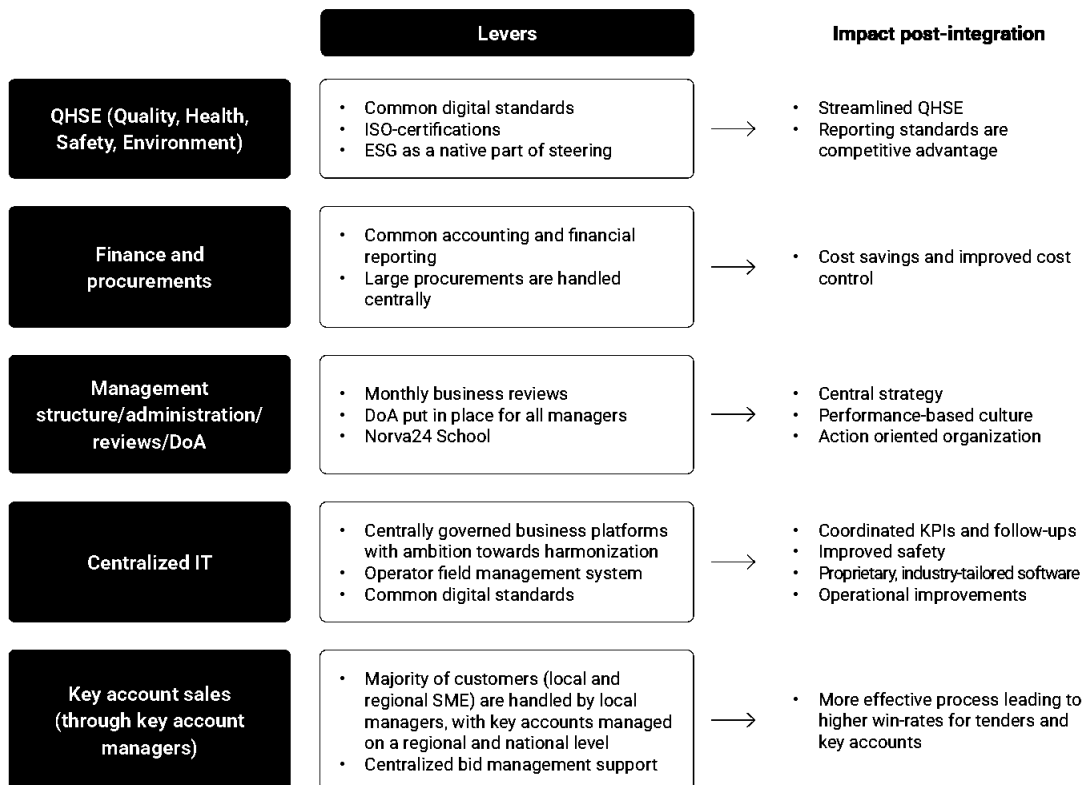 Levers
Impact post-integration
QHSE (Quality, Health,
Safety, Environment)
• Common digital standards
• ISO-certifications
• ESG as a native part of steering
• Streamlined QHSE
• Reporting standards are
competitive advantage
Finance and
procurements
• Common accounting and financial
reporting
• Large procurements are handled
centrally
• Cost savings and improved cost
control
Management
structure/administration/
reviews/DoA
• Monthly business reviews
• DoA put in place for all managers
• Norva24 School
• Central strategy
• Performance-based culture
• Action oriented organization
Centralized IT
• Centrally governed business platforms
with ambition towards harmonization
• Operator field management system
• Common digital standards
• Coordinated KPIs and follow-ups
• Improved safety
• Proprietary, industry-tailored software
• Operational improvements
Key account sales
(through key account
managers)
• Majority of customers (local and
regional SME) are handled by local
managers, with key accounts managed
on a regional and national level
• Centralized bid management support
• More effective process leading to
higher win-rates for tenders and
key accounts